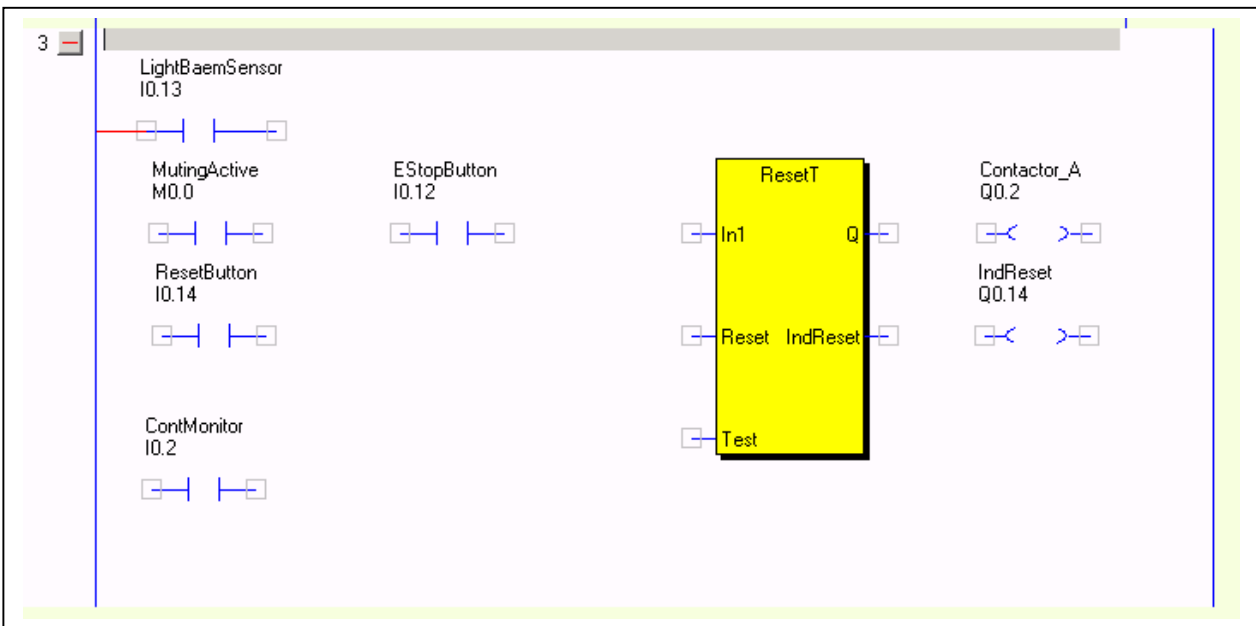 3
LightBaemSensor
I0.13
MutingActive
M0.0
EStopButton
I0.12
ResetT
Contactor_A
Q0.2
In1
Q
ResetButton
I0.14
IndReset
Q0.14
Reset
IndReset
ContMonitor
I0.2
Test